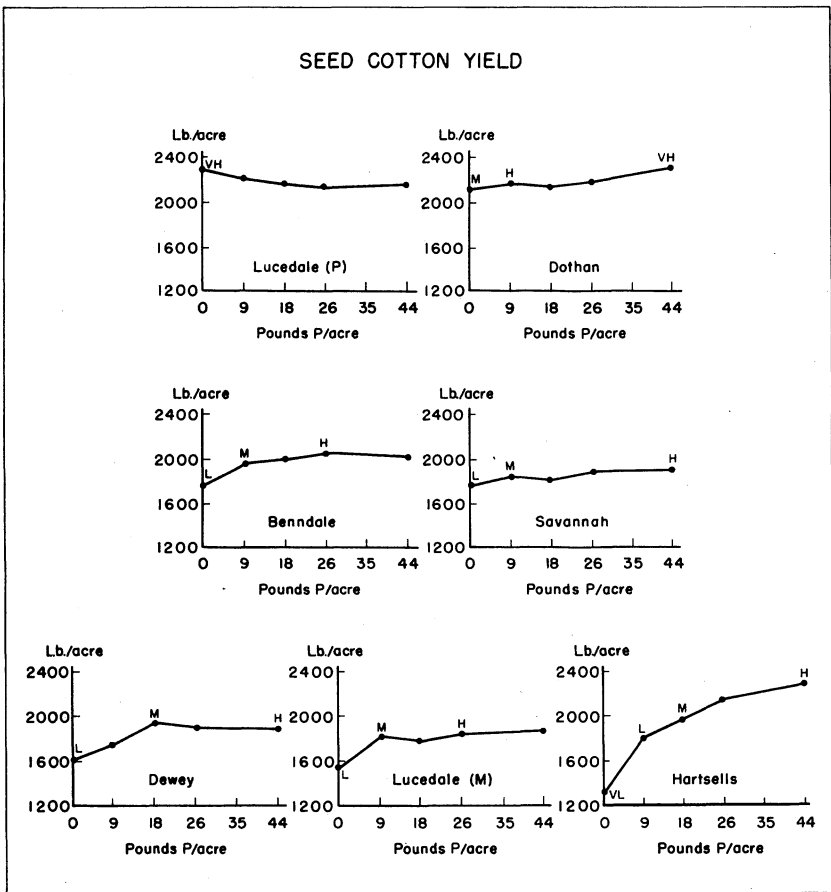 SEED COTTON YIELD
Lb./acre
2400
2000
1600
1200
VH
Lucedale (P)
0 9 18 26 35 44
Pounds P/acre
Lb./acre
2400
2000
1600
1200
M H VH
Dothan
0 9 18 26 35 44
Pounds P/acre
Lb./acre
2400
2000
1600
1200
L M H
Benndale
0 9 18 26 35 44
Pounds P/acre
Lb./acre
2400
2000
1600
1200
L M H
Savannah
0 9 18 26 35 44
Pounds P/acre
Lb./acre
2400
2000
1600
1200
L M H
Dewey
0 9 18 26 35 44
Pounds P/acre
Lb./acre
2400
2000
1600
1200
L M H
Lucedale (M)
0 9 18 26 35 44
Pounds P/acre
Lb./acre
2400
2000
1600
1200
VL L M H
Hartsells
0 9 18 26 35 44
Pounds P/acre